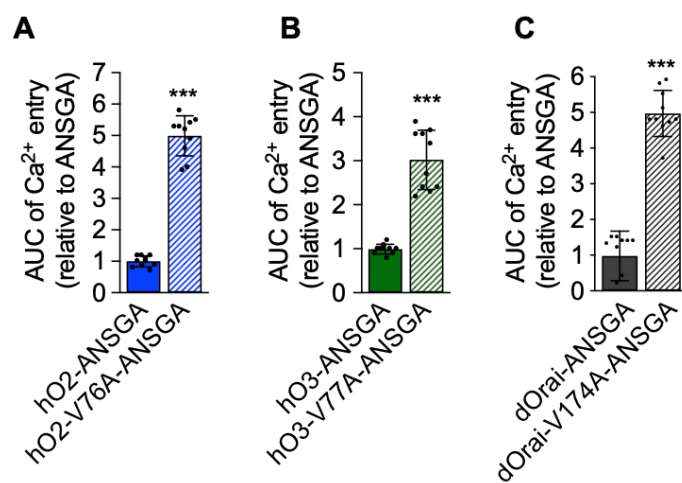 A
AUC of Ca²⁺ entry
(relative to ANSGA)
7
6
5
4
3
2
1
0
***
hO2-ANSGA
hO2-V76A-ANSGA
B
AUC of Ca²⁺ entry
(relative to ANSGA)
5
4
3
2
1
0
***
hO3-ANSGA
hO3-V77A-ANSGA
C
AUC of Ca²⁺ entry
(relative to ANSGA)
6
5
4
3
2
1
0
***
dOrai-ANSGA
dOrai-V174A-ANSGA